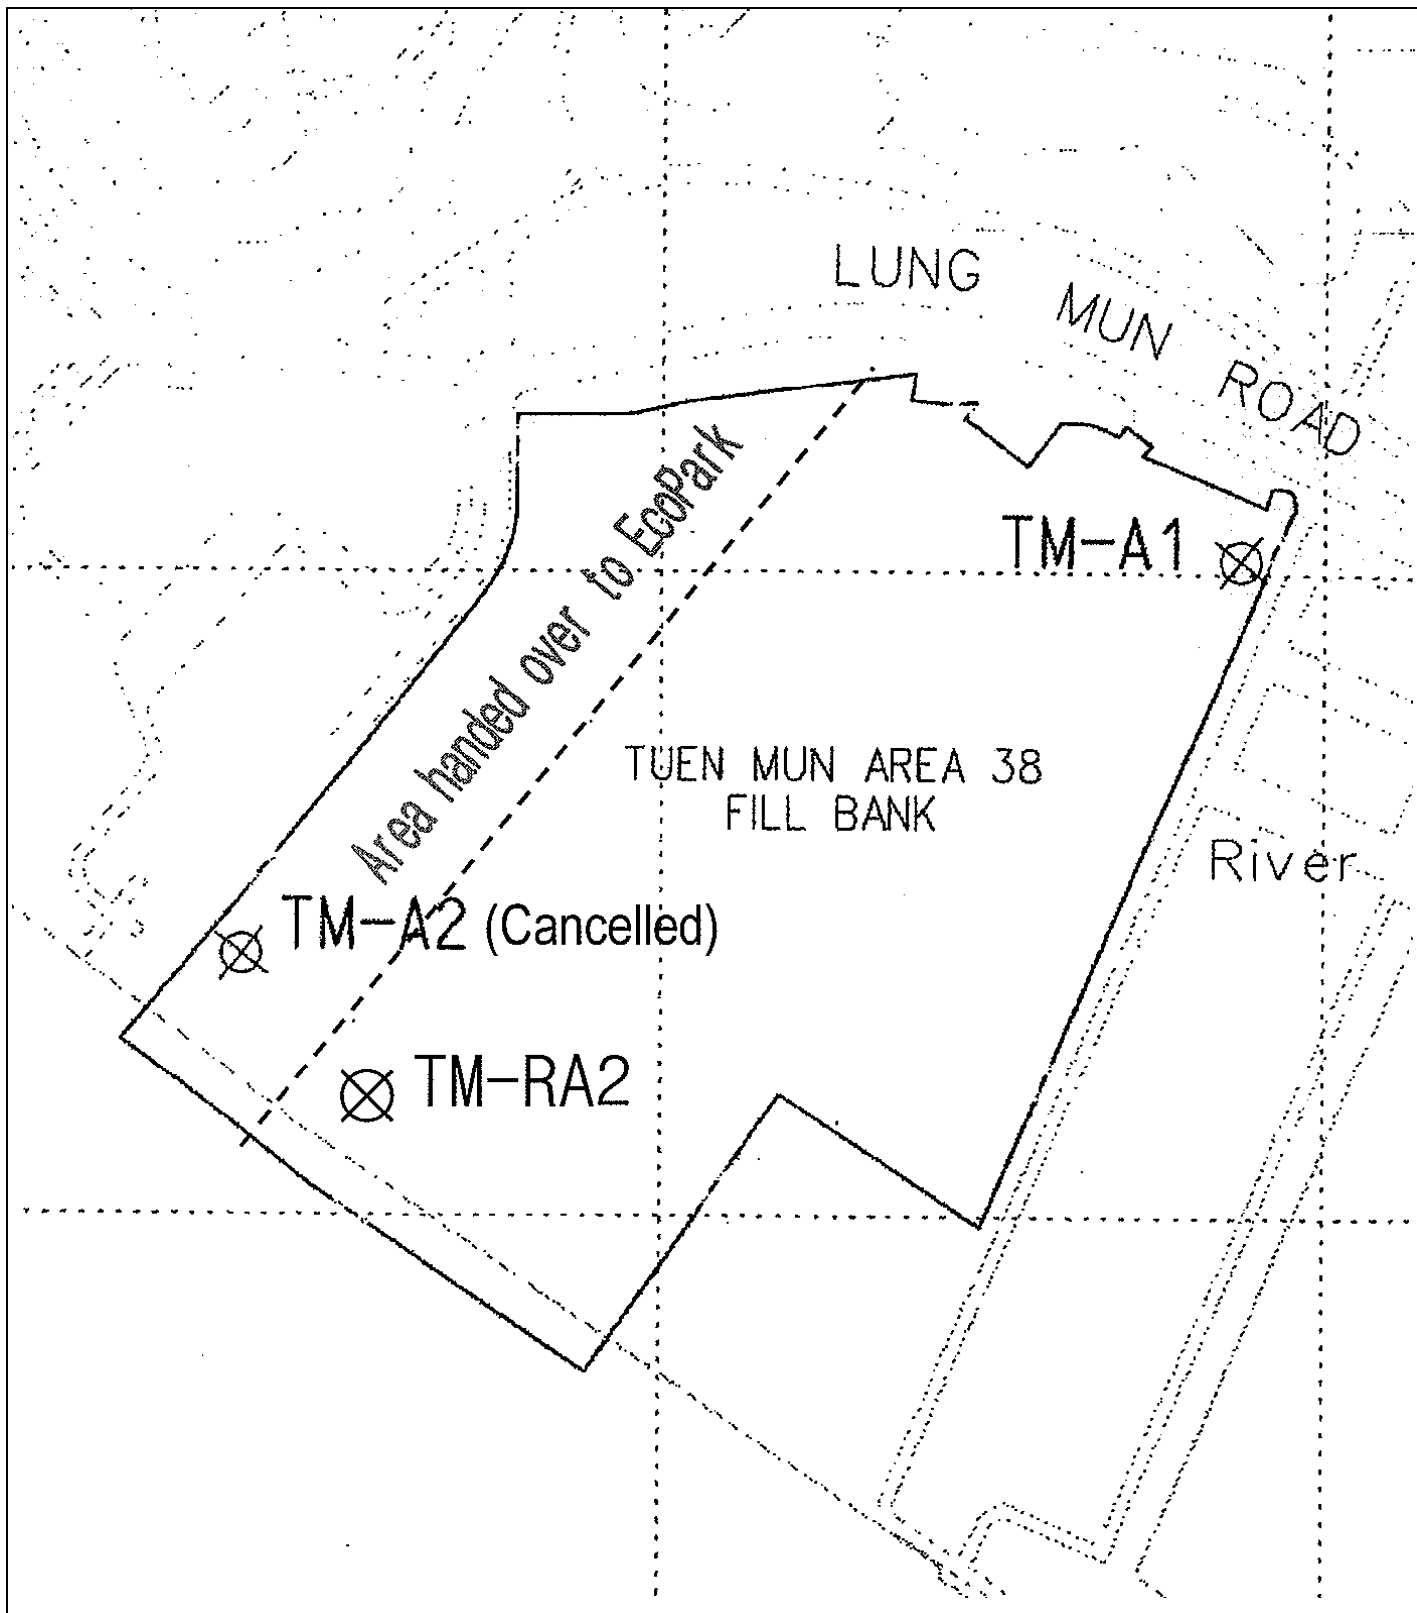 LUNG MUN ROAD
Area handed over to EcoPark
TM-A1
TUEN MUN AREA 38
FILL BANK
River
TM-A2 (Cancelled)
TM-RA2